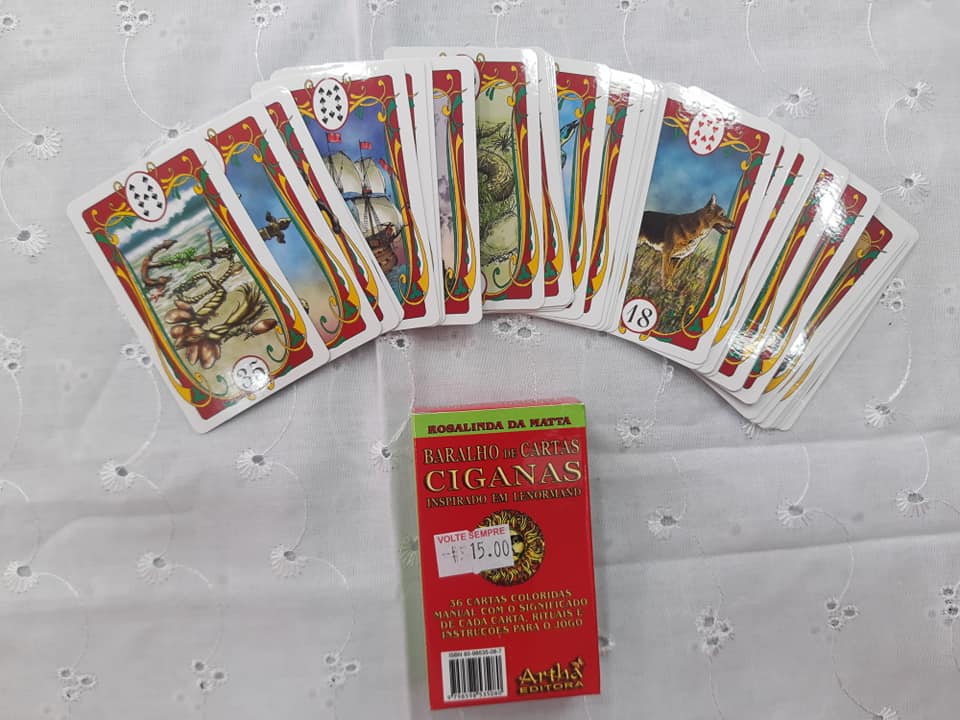 35
18
ROSALINDA DA MATTA
BARALHO DE CARTAS
CIGANAS
INSPIRADO EM LENORMAND
VOLTE SEMPRE
15.00
36 CARTAS COLORIDAS
MANUAL COM O SIGNIFICADO
DE CADA CARTA, RITUAIS E
INSTRUÇÕES PARA O JOGO
Artha
EDITORA